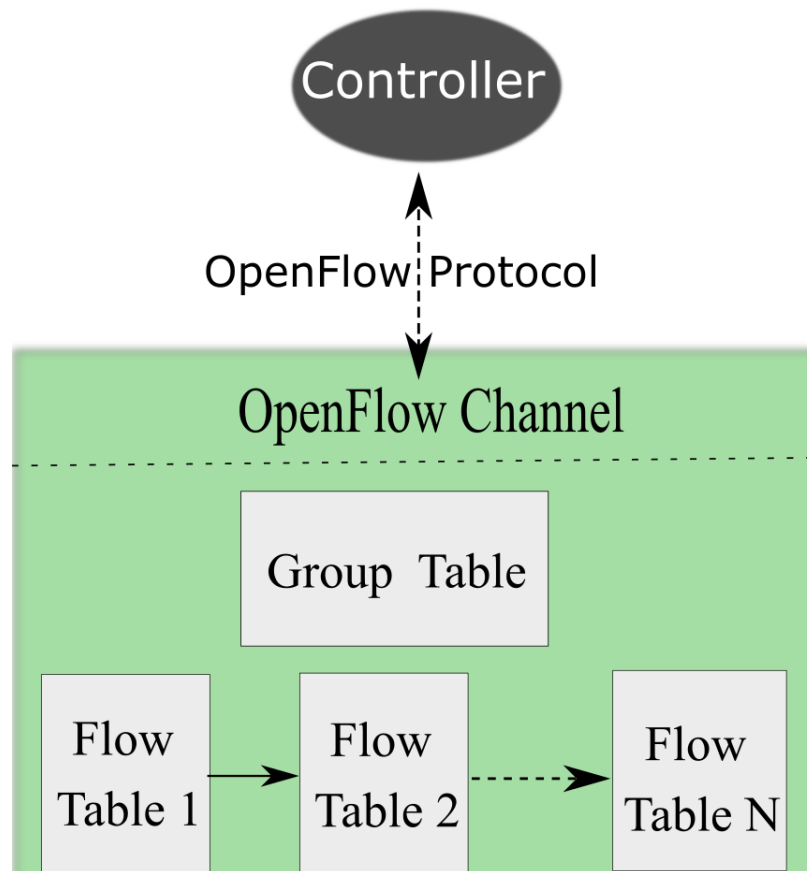 Controller
OpenFlow Protocol
OpenFlow Channel
Group Table
Flow
Table 1
Flow
Table 2
Flow
Table N